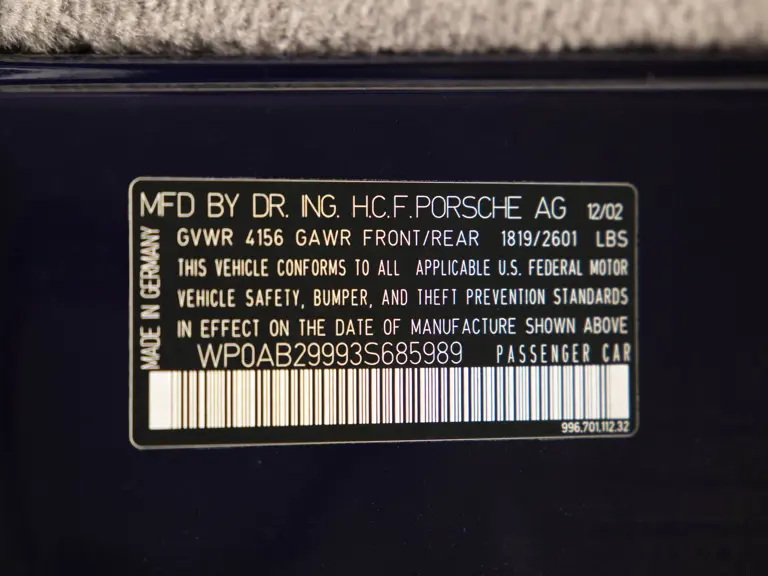 MFD BY DR. ING. H.C.F.PORSCHE AG 12/02
GVWR 4156 GAWR FRONT/REAR 1819/2601 LBS
THIS VEHICLE CONFORMS TO ALL APPLICABLE U.S. FEDERAL MOTOR
VEHICLE SAFETY, BUMPER, AND THEFT PREVENTION STANDARDS
IN EFFECT ON THE DATE OF MANUFACTURE SHOWN ABOVE
WP0AB29993S685989 PASSENGER CAR
996.701.112.32
MADE IN GERMANY